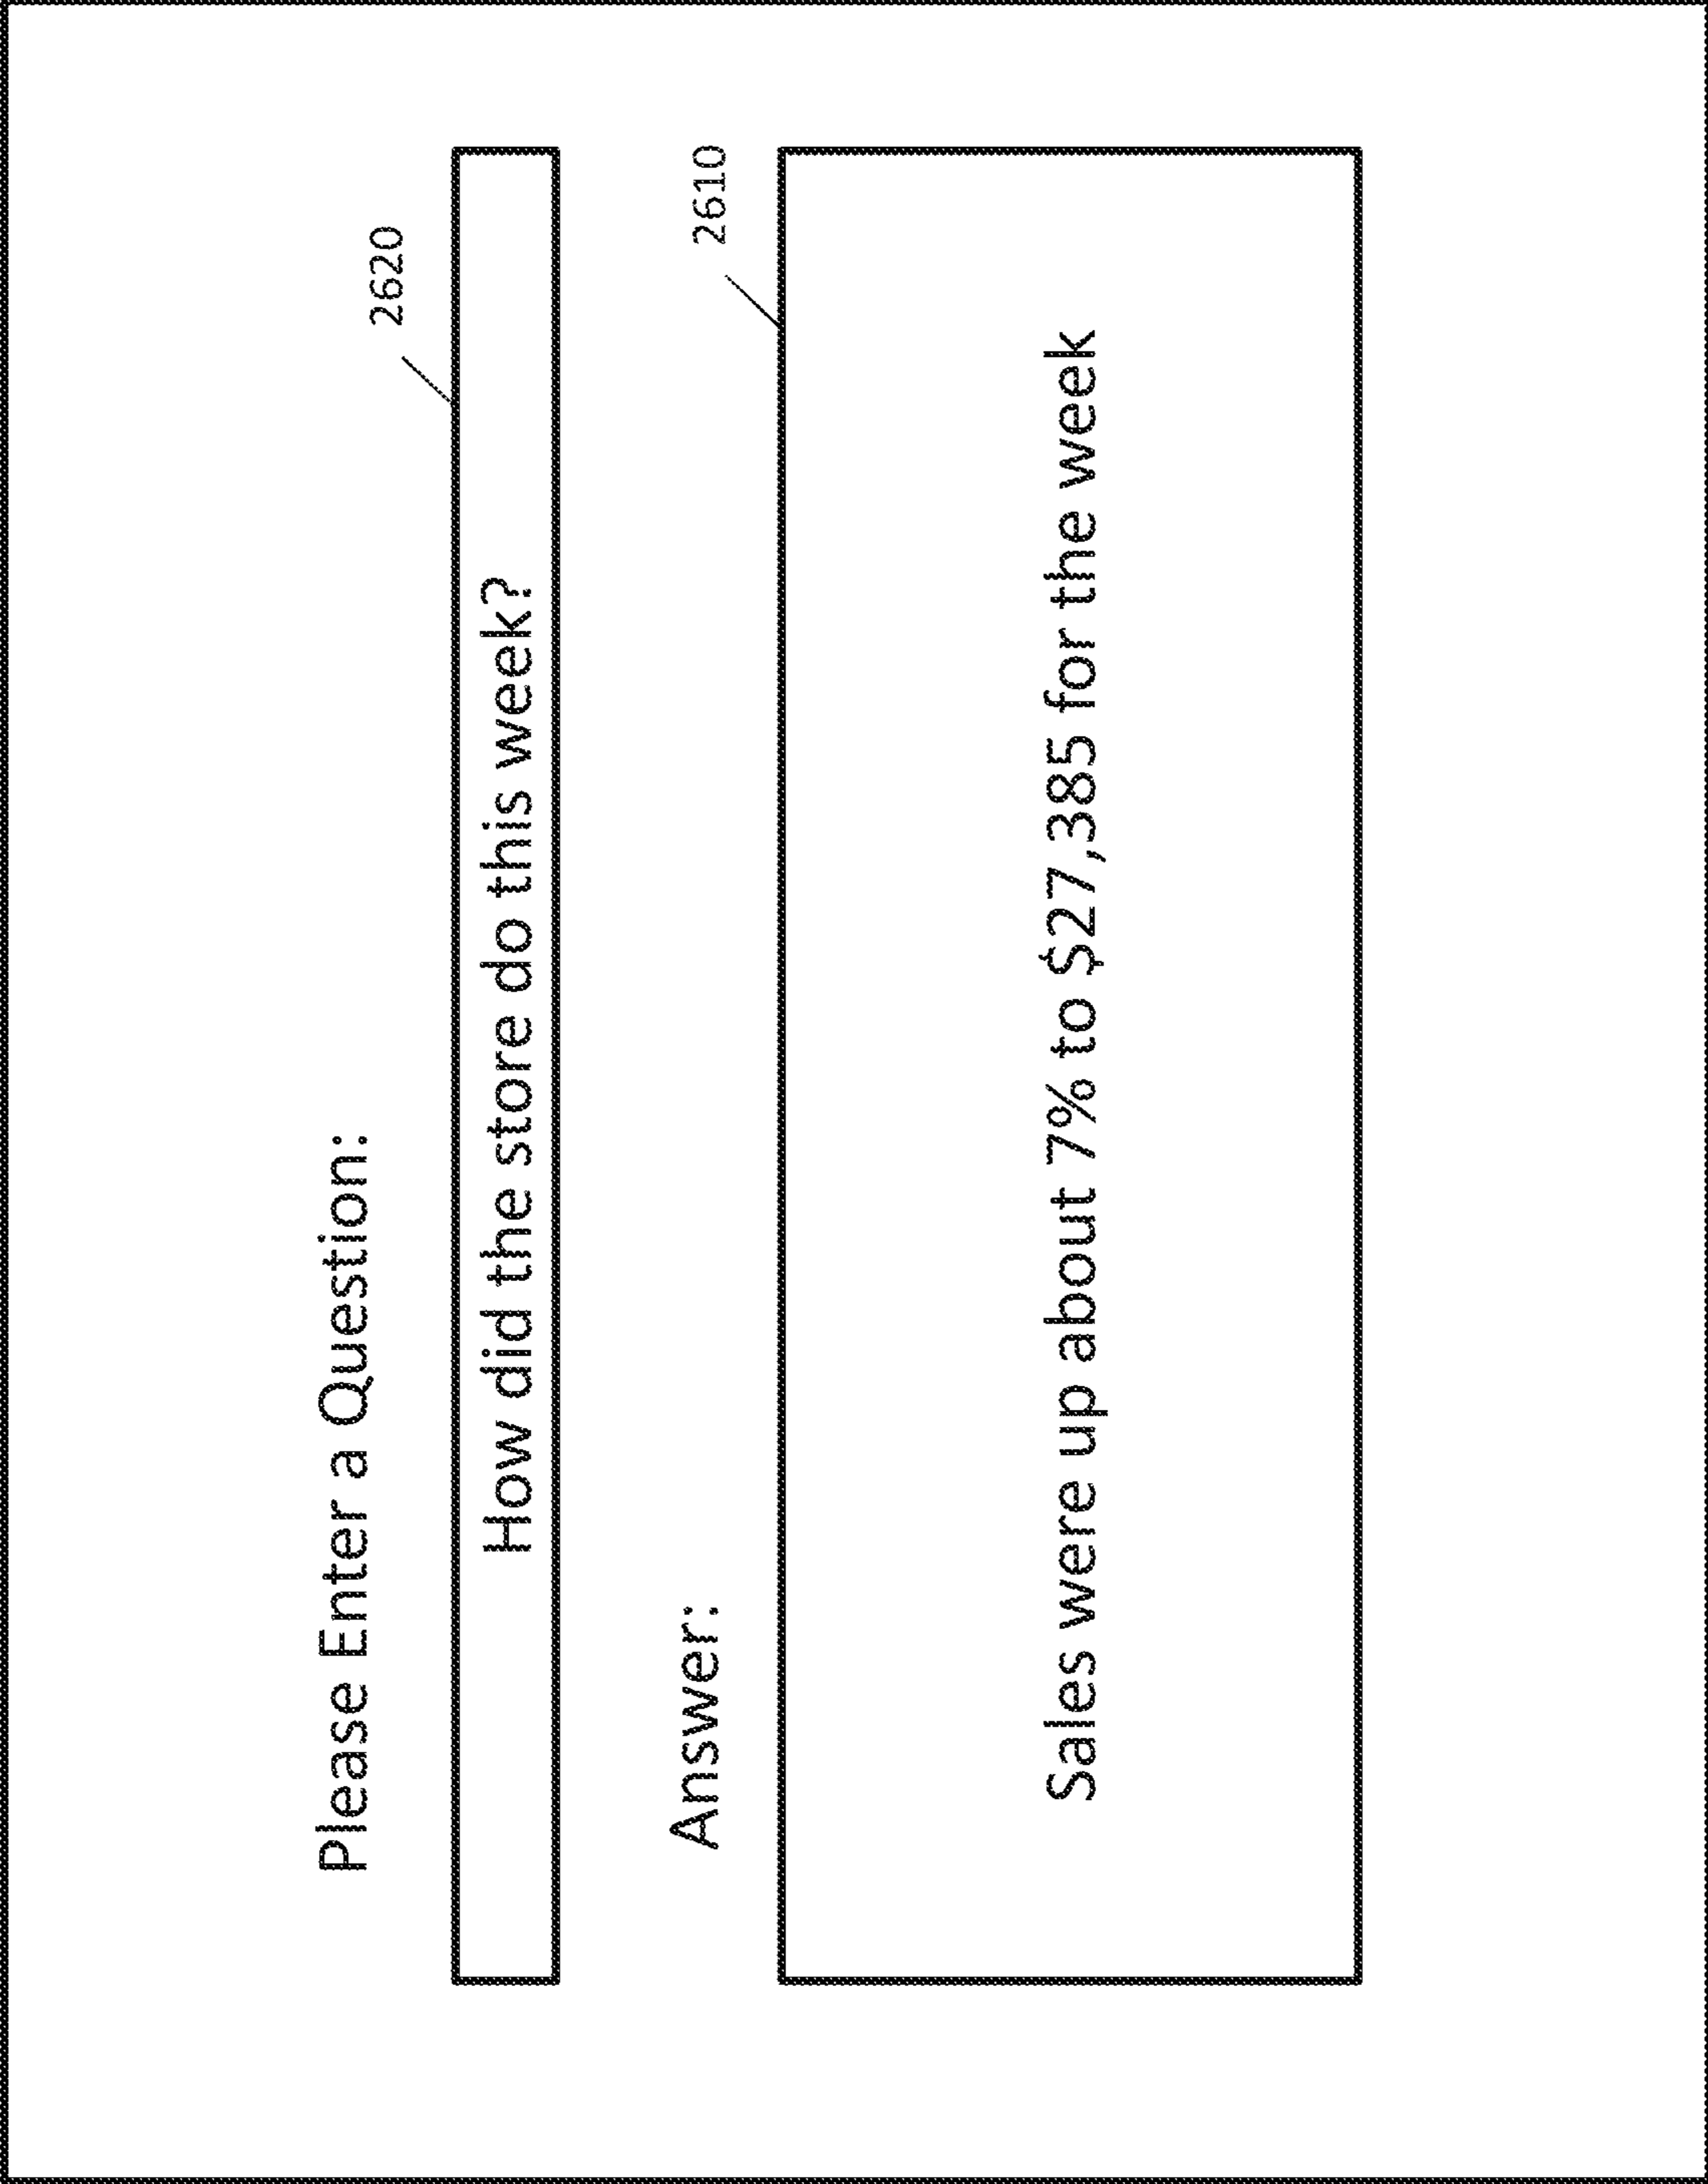 Please Enter a Question:
2620
How did the store do this week?
Answer:
2610
Sales were up about 7% to $27,385 for the week